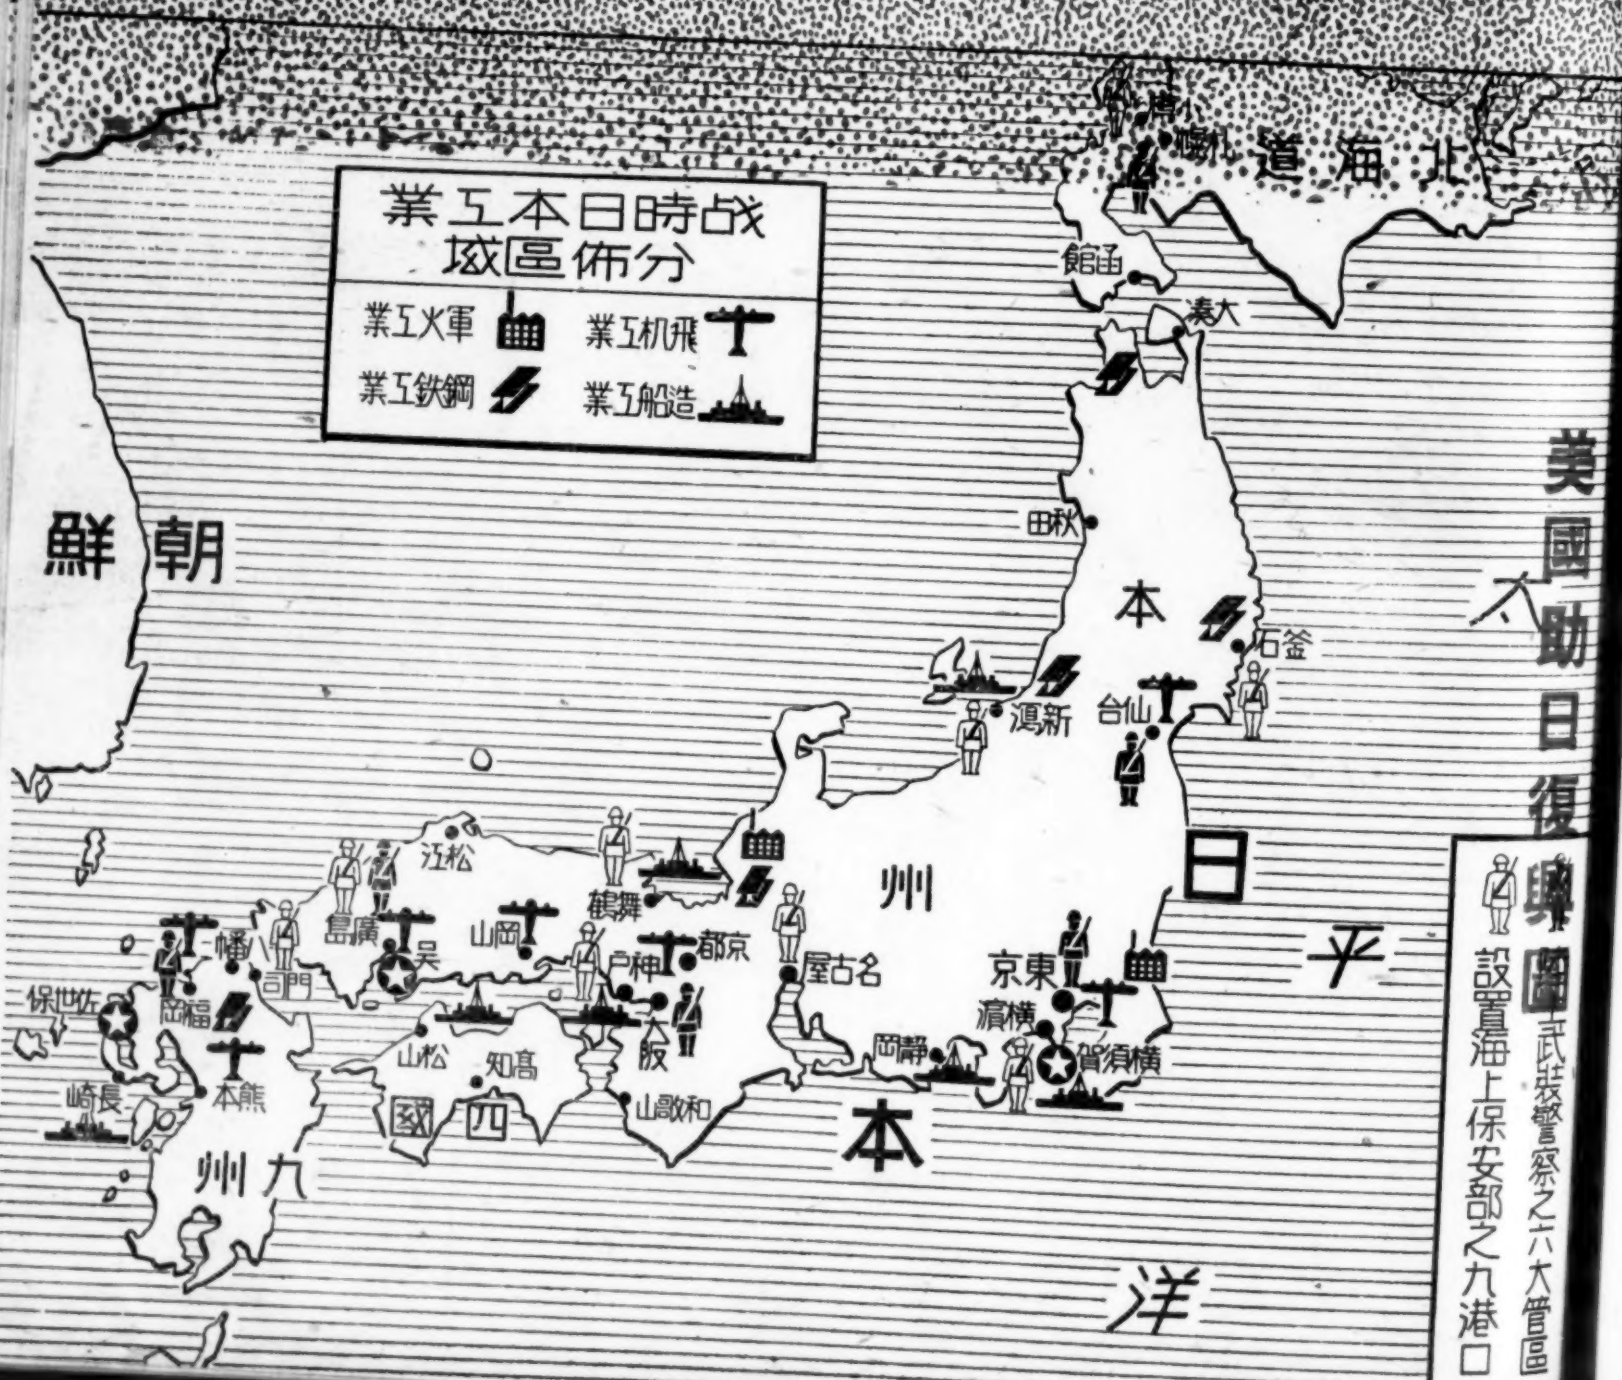 美國助日復興圖
战時日本工業
分佈區域
軍火工業
飛机工業
鋼鉄工業
造船工業
北海道
小樽
札幌
函館
大湊
朝鮮
秋田
本
釜石
仙台
新潟
太
平
洋
日
本
州
松江
舞鶴
廣島
吳
岡山
神户
京都
名古屋
東京
橫濱
橫須賀
靜岡
大阪
和歌山
松山
高知
四國
八幡
門司
福岡
佐世保
長崎
熊本
九州
武裝警察之六大管區
設置海上保安部之九港口